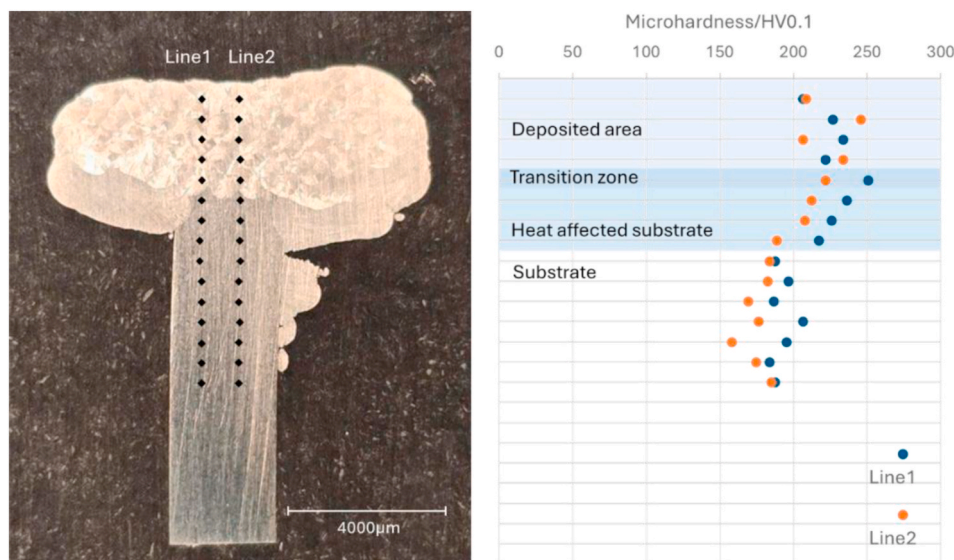 Line1 Line2
4000μm
Microhardness/HV0.1
0 50 100 150 200 250 300
Deposited area
Transition zone
Heat affected substrate
Substrate
Line1
Line2